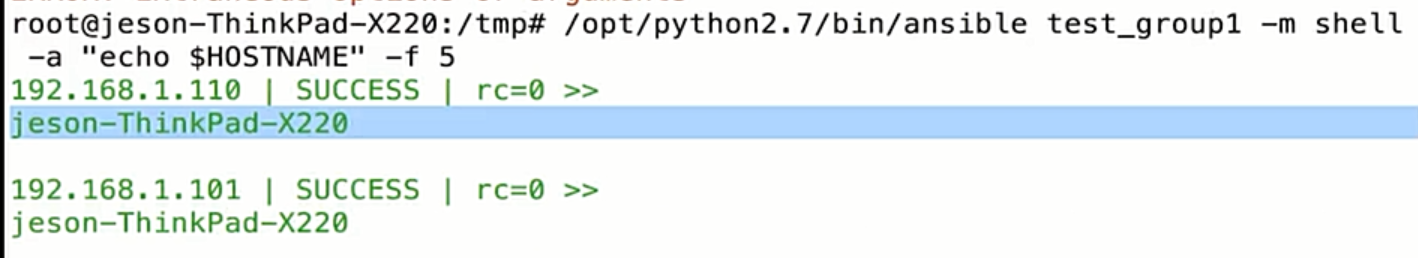 root@jeson-ThinkPad-X220:/tmp# /opt/python2.7/bin/ansible test_group1 -m shell
-a "echo $HOSTNAME" -f 5
192.168.1.110 | SUCCESS | rc=0 >>
jeson-ThinkPad-X220
192.168.1.101 | SUCCESS | rc=0 >>
jeson-ThinkPad-X220